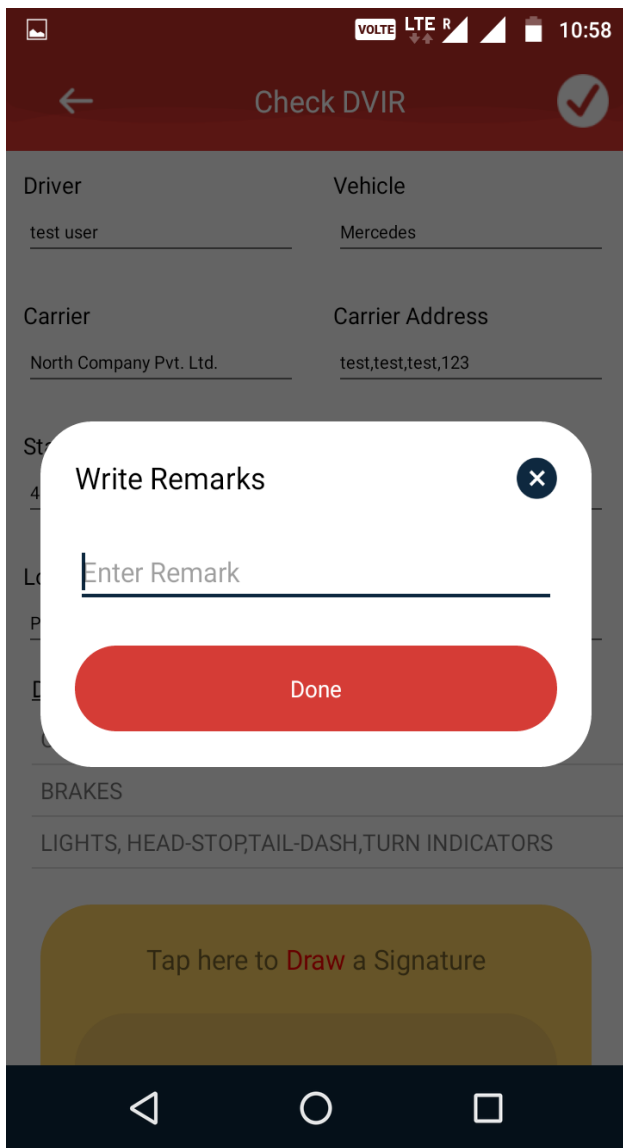 VOLTE LTE R 10:58
Check DVIR
Driver Vehicle
test user Mercedes
Carrier Carrier Address
North Company Pvt. Ltd. test,test,test,123
Write Remarks
Enter Remark
Done
BRAKES
LIGHTS, HEAD-STOP,TAIL-DASH,TURN INDICATORS
Tap here to Draw a Signature